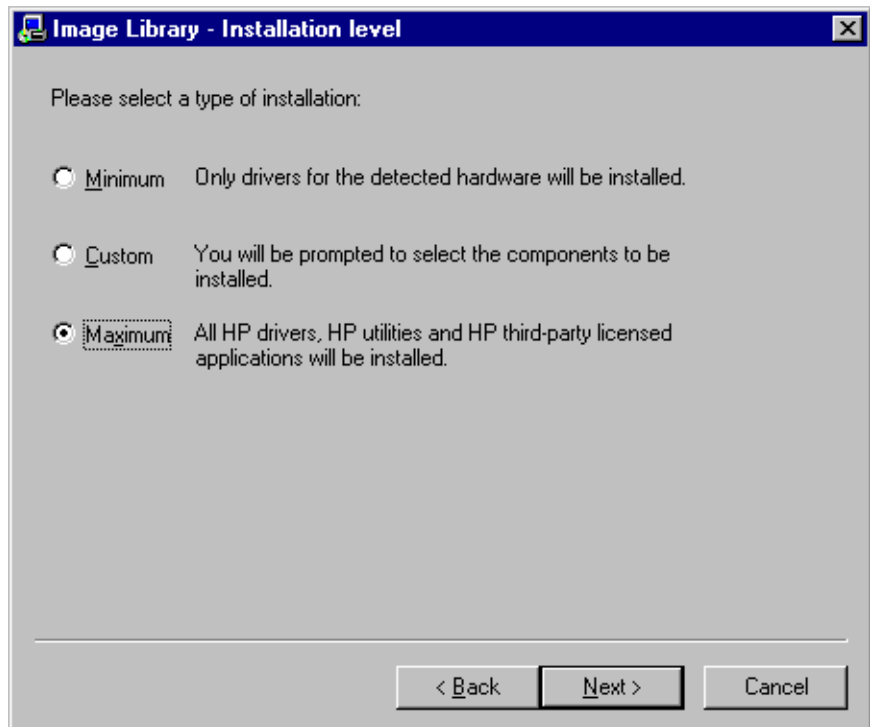 Image Library - Installation level
Please select a type of installation:
Minimum Only drivers for the detected hardware will be installed.
Custom You will be prompted to select the components to be
installed.
Maximum All HP drivers, HP utilities and HP third-party licensed
applications will be installed.
< Back Next > Cancel